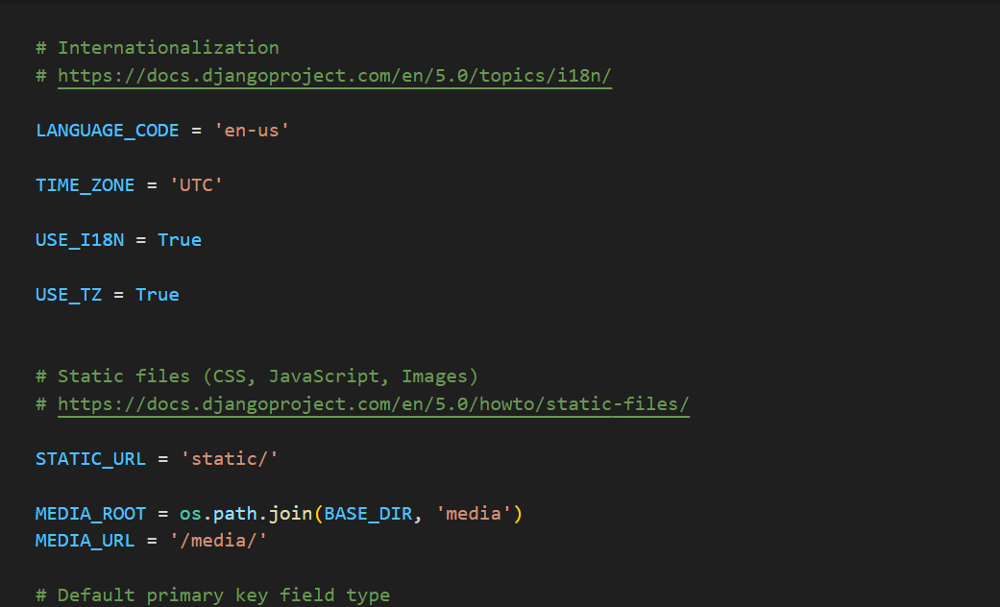 # Internationalization
# https://docs.djangoproject.com/en/5.0/topics/i18n/
LANGUAGE_CODE = 'en-us'
TIME_ZONE = 'UTC'
USE_I18N = True
USE_TZ = True
# Static files (CSS, JavaScript, Images)
# https://docs.djangoproject.com/en/5.0/howto/static-files/
STATIC_URL = 'static/'
MEDIA_ROOT = os.path.join(BASE_DIR, 'media')
MEDIA_URL = '/media/'
# Default primary key field type